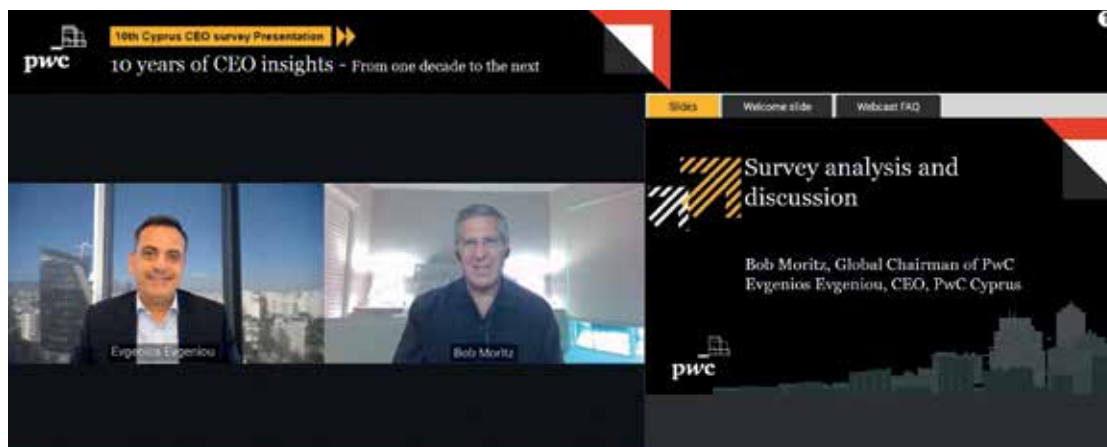 pwc
10th Cyprus CEO survey Presentation
10 years of CEO insights - From one decade to the next
Slides
Welcome slide
Webcast FAQ
Survey analysis and
discussion
Bob Moritz, Global Chairman of PwC
Evgenios Evgeniou, CEO, PwC Cyprus
pwc
Evgenios Evgeniou
Bob Moritz